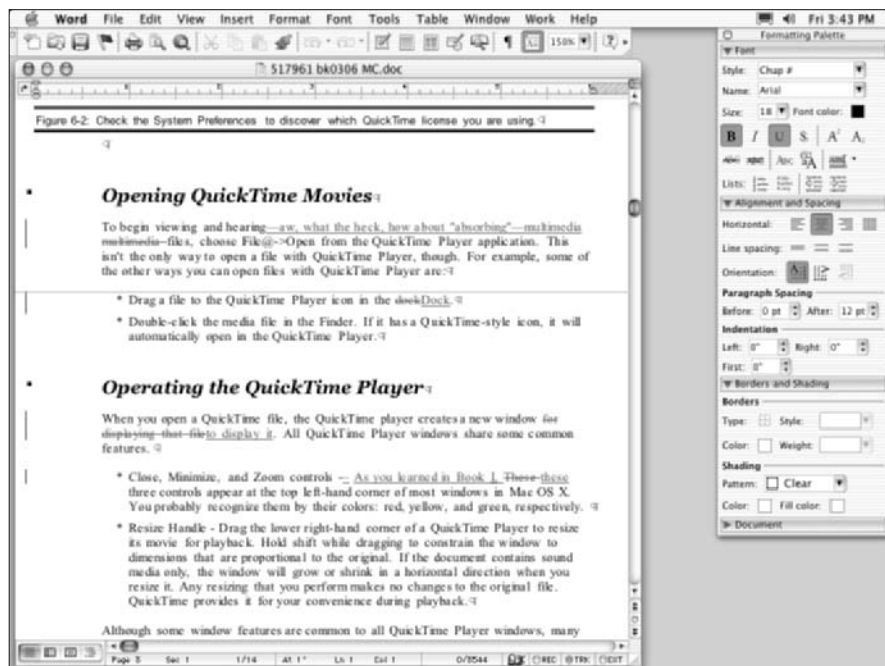 Word File Edit View Insert Format Font Tools Table Window Work Help Fri 3:43 PM
150%
517961 bk0306 MC.doc
Figure 6-2: Check the System Preferences to discover which QuickTime license you are using.
Opening QuickTime Movies
To begin viewing and hearing—aw, what the heck, how about "absorbing"—multimedia
multimedia files, choose File@->Open from the QuickTime Player application. This
isn't the only way to open a file with QuickTime Player, though. For example, some of
the other ways you can open files with QuickTime Player are:
* Drag a file to the QuickTime Player icon in the dockDock.
* Double-click the media file in the Finder. If it has a QuickTime-style icon, it will
automatically open in the QuickTime Player.
Operating the QuickTime Player
When you open a QuickTime file, the QuickTime player creates a new window for
displaying that fileto display it. All QuickTime Player windows share some common
features.
* Close, Minimize, and Zoom controls - As you learned in Book I, These these
three controls appear at the top left-hand corner of most windows in Mac OS X.
You probably recognize them by their colors: red, yellow, and green, respectively.
* Resize Handle - Drag the lower right-hand corner of a QuickTime Player to resize
its movie for playback. Hold shift while dragging to constrain the window to
dimensions that are proportional to the original. If the document contains sound
media only, the window will grow or shrink in a horizontal direction when you
resize it. Any resizing that you perform makes no changes to the original file.
QuickTime provides it for your convenience during playback.
Although some window features are common to all QuickTime Player windows, many
Page 3 Sec 1 1/14 At 1" Ln 1 Col 1 0/8544 REC TRK EXT
Formatting Palette
Font
Style: Chap #
Name: Arial
Size: 18 Font color:
B I U S A² A₂
abc Abc
Lists:
Alignment and Spacing
Horizontal:
Line spacing:
Orientation:
Paragraph Spacing
Before: 0 pt After: 12 pt
Indentation
Left: 0" Right: 0"
First: 0"
Borders and Shading
Borders
Type: Style:
Color: Weight:
Shading
Pattern: Clear
Color: Fill color:
Document